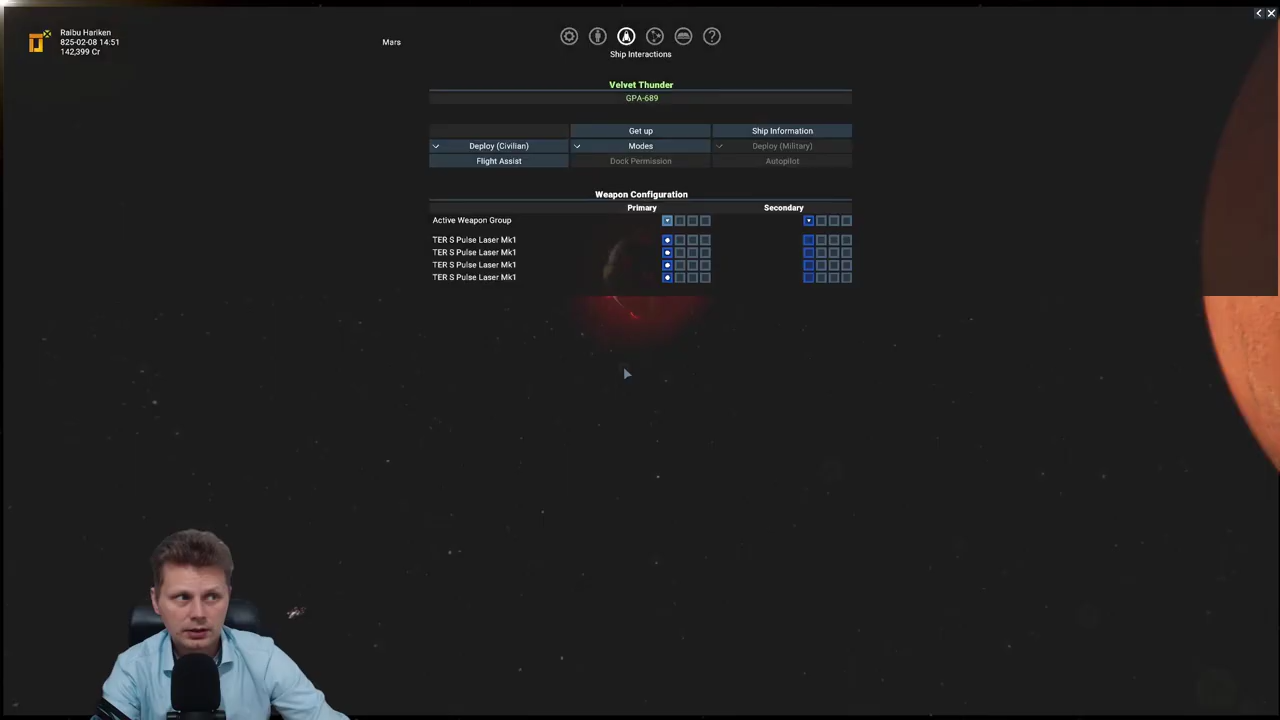 Raibu Hariken
825-02-08 14:51
142,399 Cr
Mars
Ship Interactions
Velvet Thunder
GPA-689
Get up
Ship Information
Deploy (Civilian)
Modes
Deploy (Military)
Flight Assist
Dock Permission
Autopilot
Weapon Configuration
Primary
Secondary
Active Weapon Group
TER S Pulse Laser Mk1
TER S Pulse Laser Mk1
TER S Pulse Laser Mk1
TER S Pulse Laser Mk1